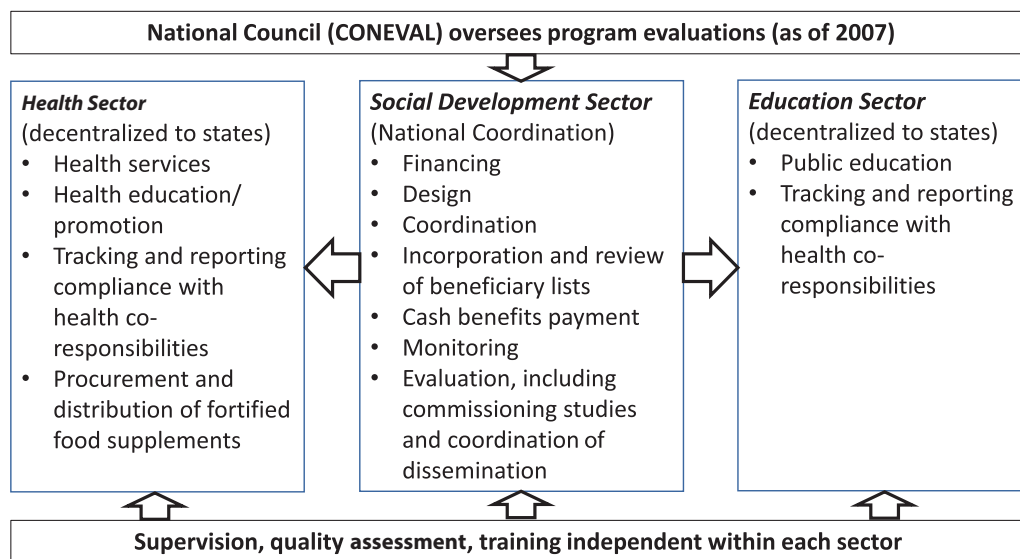 National Council (CONEVAL) oversees program evaluations (as of 2007)
Health Sector
(decentralized to states)
• Health services
• Health education/
promotion
• Tracking and reporting
compliance with
health co-
responsibilities
• Procurement and
distribution of fortified
food supplements
Social Development Sector
(National Coordination)
• Financing
• Design
• Coordination
• Incorporation and review
of beneficiary lists
• Cash benefits payment
• Monitoring
• Evaluation, including
commissioning studies
and coordination of
dissemination
Education Sector
(decentralized to states)
• Public education
• Tracking and reporting
compliance with
health co-
responsibilities
Supervision, quality assessment, training independent within each sector